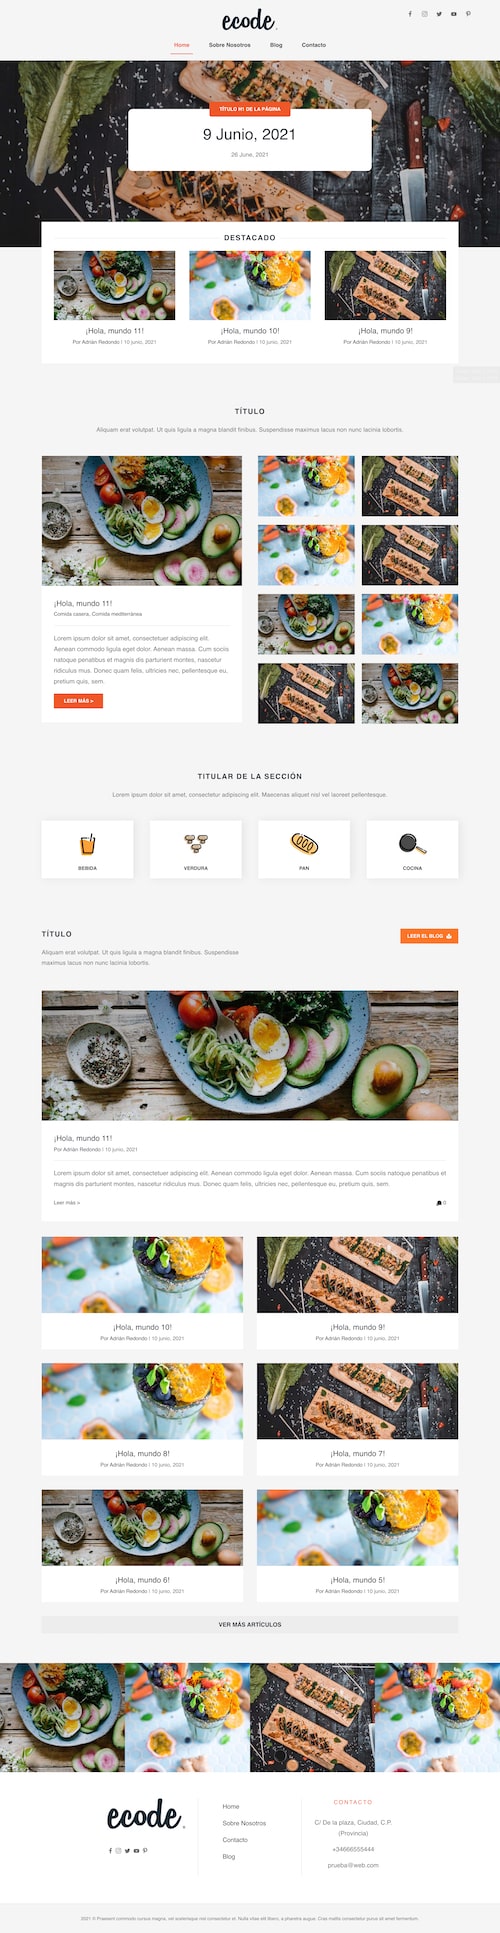 ecode.
Home Sobre Nosotros Blog Contacto
TÍTULO H1 DE LA PÁGINA
9 Junio, 2021
26 June, 2021
DESTACADO
¡Hola, mundo 11! ¡Hola, mundo 10! ¡Hola, mundo 9!
Por Adrián Redondo | 10 junio, 2021 Por Adrián Redondo | 10 junio, 2021 Por Adrián Redondo | 10 junio, 2021
TÍTULO
Aliquam erat volutpat. Ut quis ligula a magna blandit finibus. Suspendisse maximus lacus non nunc lacinia lobortis.
¡Hola, mundo 11!
Comida casera, Comida mediterránea
Lorem ipsum dolor sit amet, consectetuer adipiscing elit.
Aenean commodo ligula eget dolor. Aenean massa. Cum sociis
natoque penatibus et magnis dis parturient montes, nascetur
ridiculus mus. Donec quam felis, ultricies nec, pellentesque eu,
pretium quis, sem.
LEER MÁS >
TITULAR DE LA SECCIÓN
Lorem ipsum dolor sit amet, consectetur adipiscing elit. Maecenas aliquet nisl vel laoreet pellentesque.
BEBIDA VERDURA PAN COCINA
TÍTULO
LEER EL BLOG
Aliquam erat volutpat. Ut quis ligula a magna blandit finibus. Suspendisse
maximus lacus non nunc lacinia lobortis.
¡Hola, mundo 11!
Por Adrián Redondo | 10 junio, 2021
Lorem ipsum dolor sit amet, consectetuer adipiscing elit. Aenean commodo ligula eget dolor. Aenean massa. Cum sociis natoque penatibus et
magnis dis parturient montes, nascetur ridiculus mus. Donec quam felis, ultricies nec, pellentesque eu, pretium quis, sem.
Leer más > 0
¡Hola, mundo 10! ¡Hola, mundo 9!
Por Adrián Redondo | 10 junio, 2021 Por Adrián Redondo | 10 junio, 2021
¡Hola, mundo 8! ¡Hola, mundo 7!
Por Adrián Redondo | 10 junio, 2021 Por Adrián Redondo | 10 junio, 2021
¡Hola, mundo 6! ¡Hola, mundo 5!
Por Adrián Redondo | 10 junio, 2021 Por Adrián Redondo | 10 junio, 2021
VER MÁS ARTÍCULOS
ecode.
Home
Sobre Nosotros
Contacto
Blog
CONTACTO
C/ De la plaza, Ciudad, C.P.
(Provincia)
+34666555444
prueba@web.com
2021 © Praesent commodo cursus magna, vel scelerisque nisl consectetur et. Nulla vitae elit libero, a pharetra augue. Cras mattis consectetur purus sit amet fermentum.